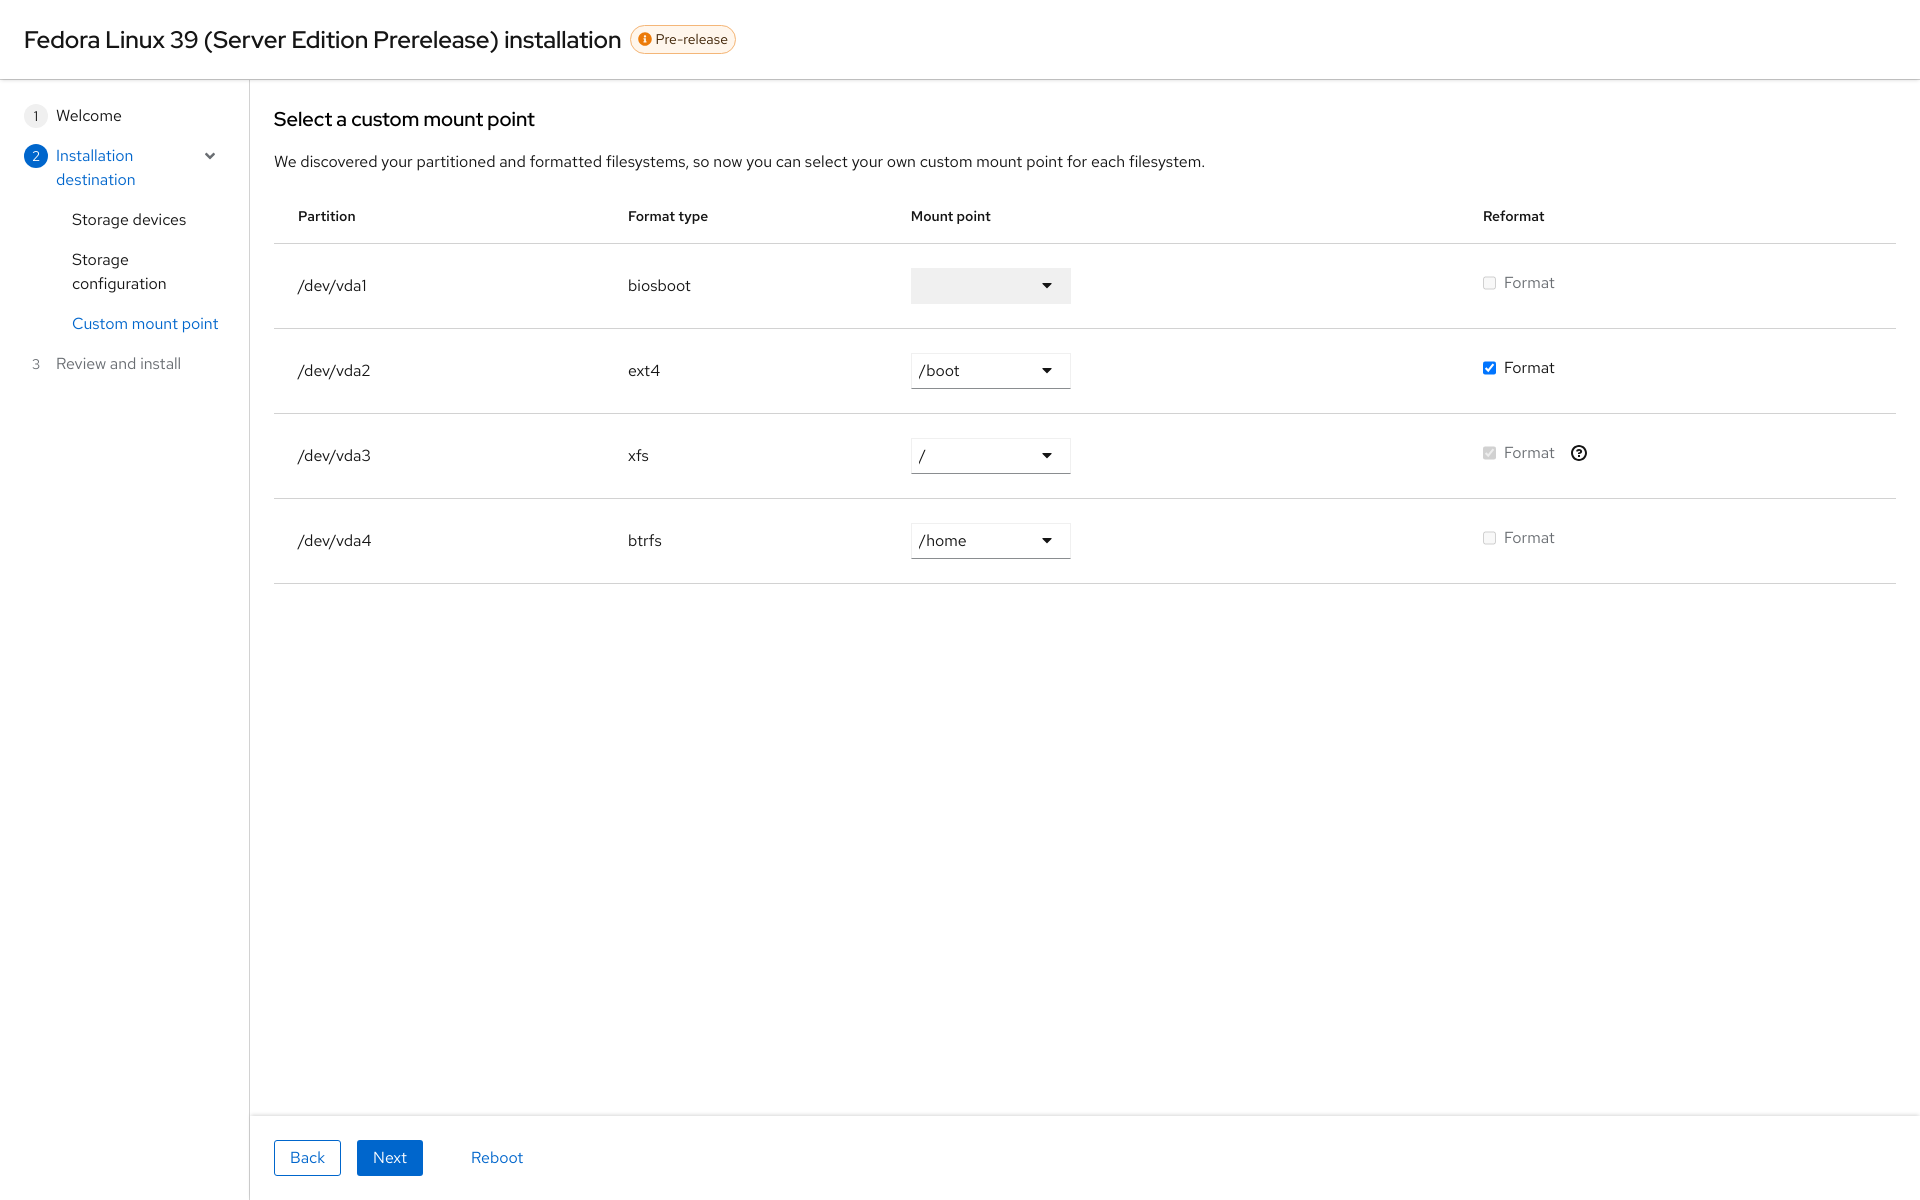 Fedora Linux 39 (Server Edition Prerelease) installation
Pre-release
1 Welcome
2 Installation
destination
Storage devices
Storage
configuration
Custom mount point
3 Review and install
Select a custom mount point
We discovered your partitioned and formatted filesystems, so now you can select your own custom mount point for each filesystem.
Partition Format type Mount point Reformat
/dev/vda1 biosboot Format
/dev/vda2 ext4 /boot Format
/dev/vda3 xfs / Format
/dev/vda4 btrfs /home Format
Back Next Reboot